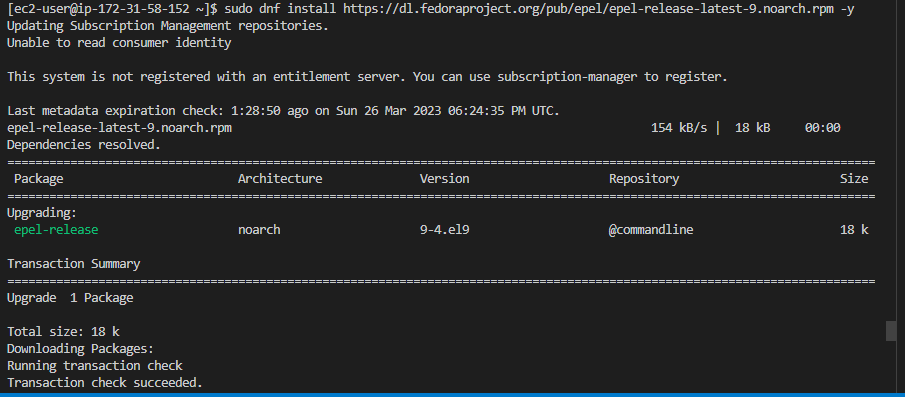 [ec2-user@ip-172-31-58-152 ~]$ sudo dnf install https://dl.fedoraproject.org/pub/epel/epel-release-latest-9.noarch.rpm -y
Updating Subscription Management repositories.
Unable to read consumer identity
This system is not registered with an entitlement server. You can use subscription-manager to register.
Last metadata expiration check: 1:28:50 ago on Sun 26 Mar 2023 06:24:35 PM UTC.
epel-release-latest-9.noarch.rpm 154 kB/s | 18 kB 00:00
Dependencies resolved.
================================================================================================================================
Package Architecture Version Repository Size
================================================================================================================================
Upgrading:
epel-release noarch 9-4.el9 @commandline 18 k
Transaction Summary
================================================================================================================================
Upgrade 1 Package
Total size: 18 k
Downloading Packages:
Running transaction check
Transaction check succeeded.